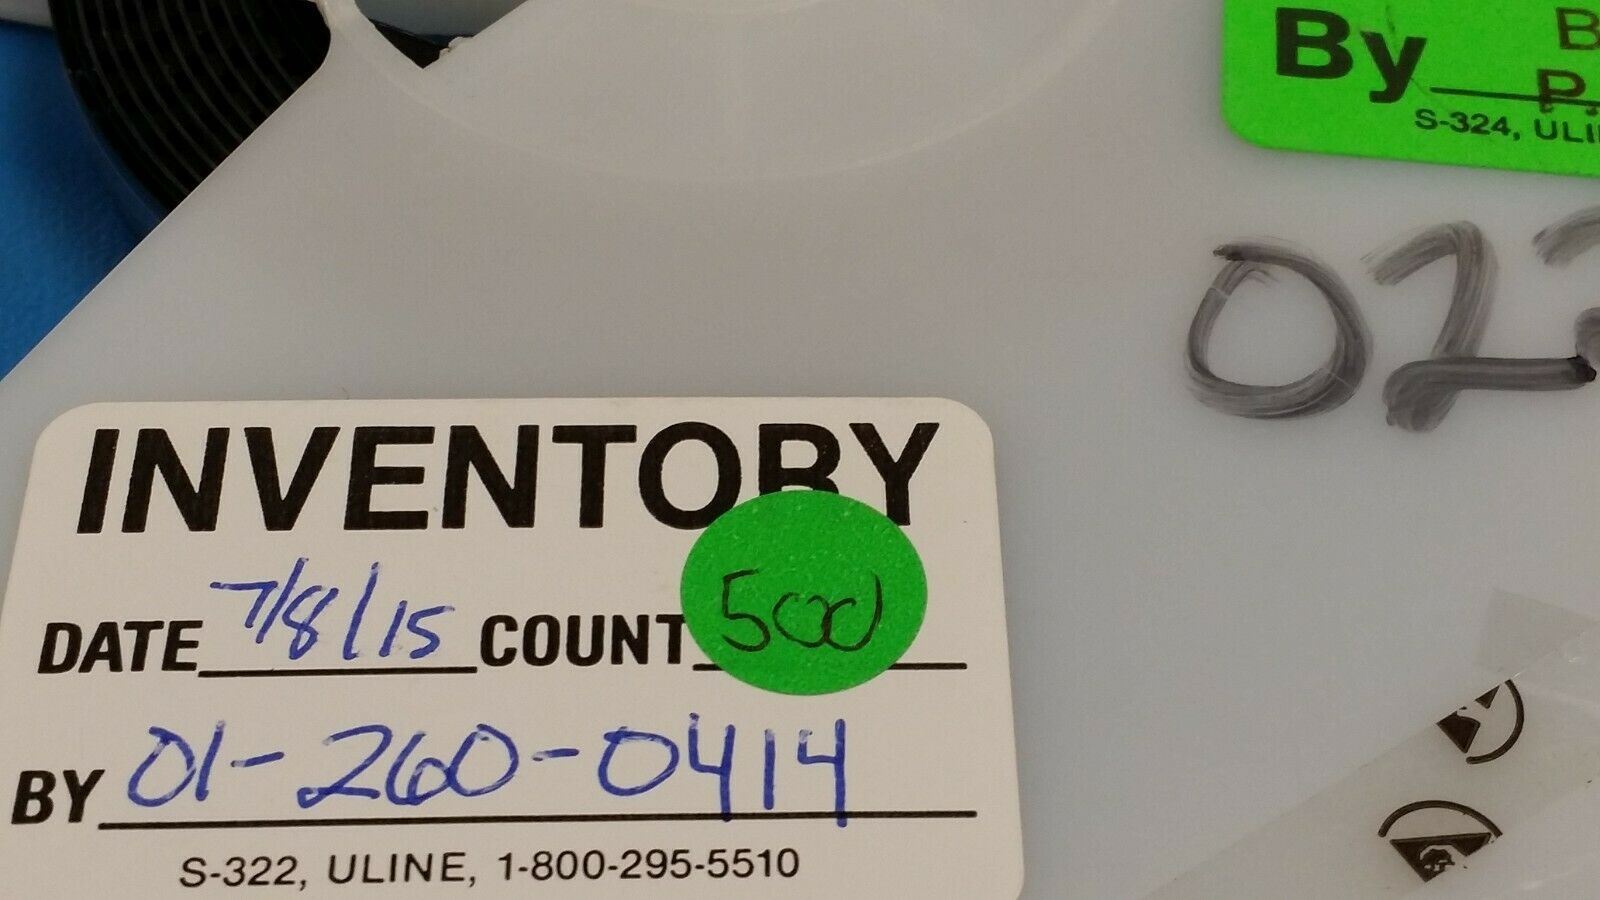 By
S-324, ULI
02
INVENTORY
DATE 7/8/15 COUNT 500
BY 01-260-0414
S-322, ULINE, 1-800-295-5510